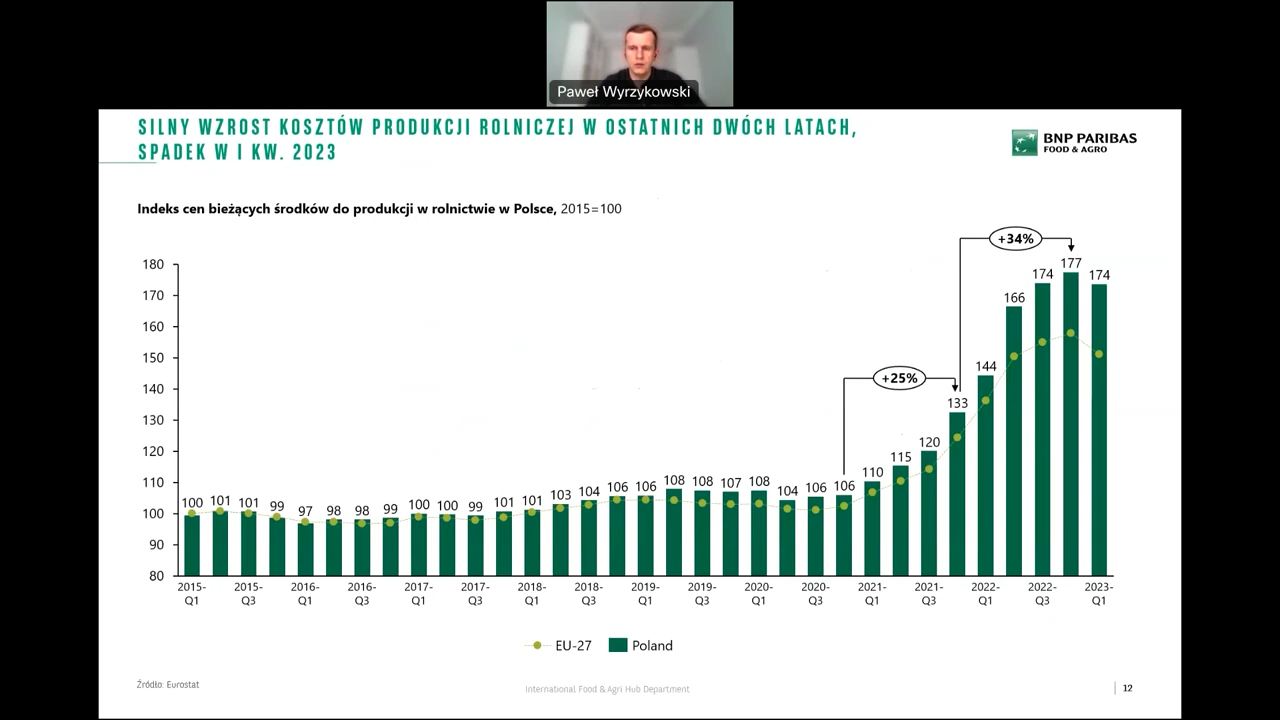 Paweł Wyrzykowski
SILNY WZROST KOSZTÓW PRODUKCJI ROLNICZEJ W OSTATNICH DWÓCH LATACH,
SPADEK W I KW. 2023
BNP PARIBAS
FOOD & AGRO
Indeks cen bieżących środków do produkcji w rolnictwie w Polsce, 2015=100
+34%
+25%
180
170
160
150
140
130
120
110
100
90
80
100 101 101 99 97 98 98 99 100 100 99 101 101 103 104 106 106 108 108 107 108 104 106 106 110 115 120 133 144 166 174 177 174
2015-Q1 2015-Q3 2016-Q1 2016-Q3 2017-Q1 2017-Q3 2018-Q1 2018-Q3 2019-Q1 2019-Q3 2020-Q1 2020-Q3 2021-Q1 2021-Q3 2022-Q1 2022-Q3 2023-Q1
EU-27 Poland
Źródło: Eurostat
International Food & Agri Hub Department
12